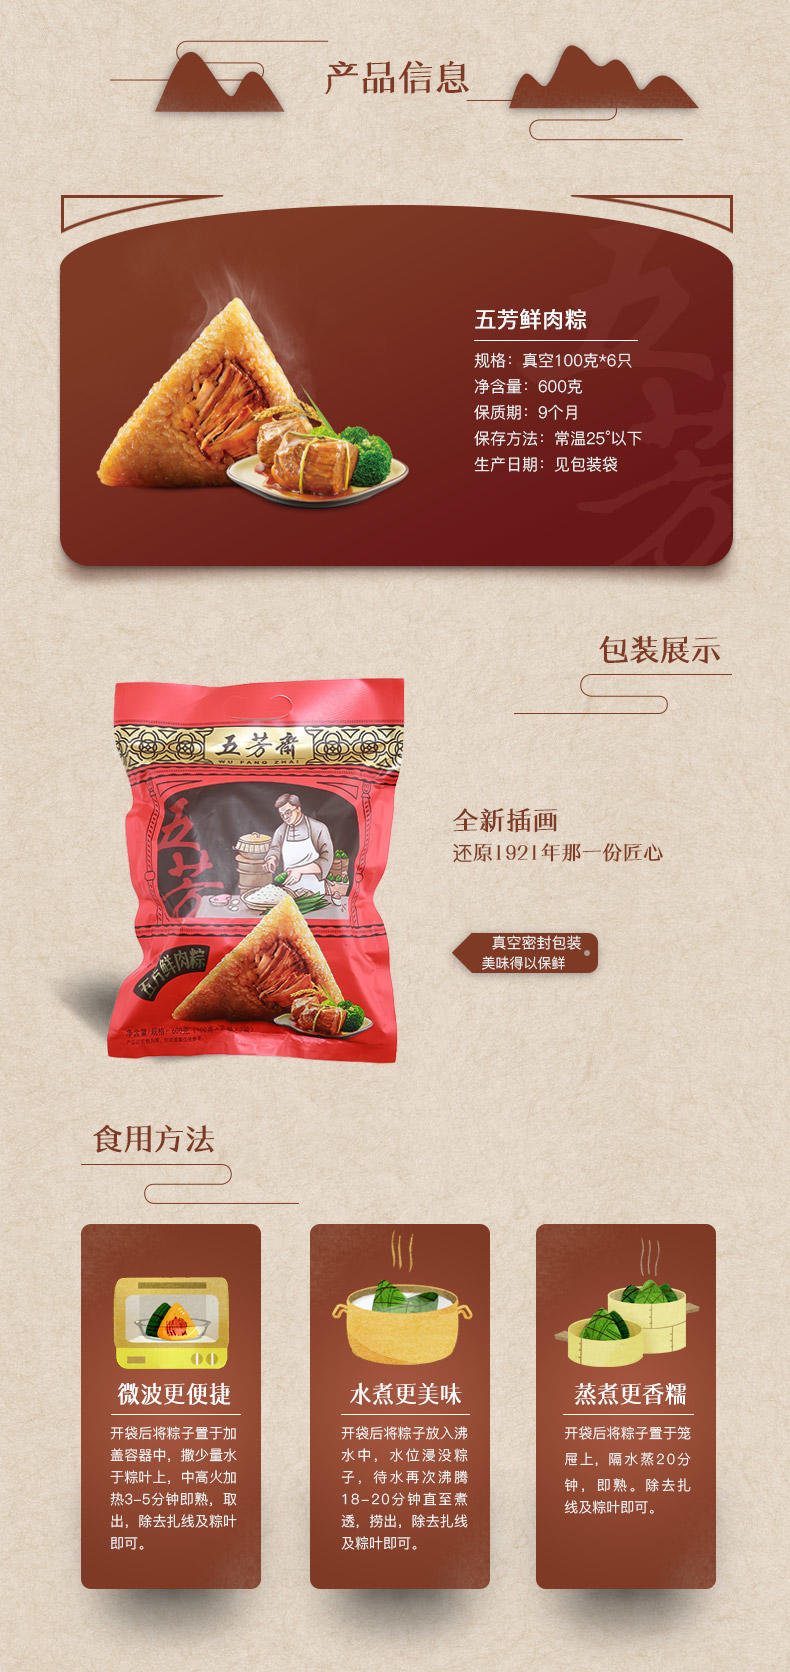 产品信息
五芳
五芳鲜肉粽
规格：真空100克*6只
净含量：600克
保质期：9个月
保存方法：常温25°以下
生产日期：见包装袋
包装展示
五芳斋
WU FANG ZHAI
五芳
五芳鲜肉粽
全新插画
还原1921年那一份匠心
真空密封包装
美味得以保鲜
食用方法
微波更便捷
开袋后将粽子置于加
盖容器中，撒少量水
于粽叶上，中高火加
热3-5分钟即熟，取
出，除去扎线及粽叶
即可。
水煮更美味
开袋后将粽子放入沸
水中，水位浸没粽
子，待水再次沸腾
18-20分钟直至煮
透，捞出，除去扎线
及粽叶即可。
蒸煮更香糯
开袋后将粽子置于笼
屉上，隔水蒸20分
钟，即熟。除去扎
线及粽叶即可。